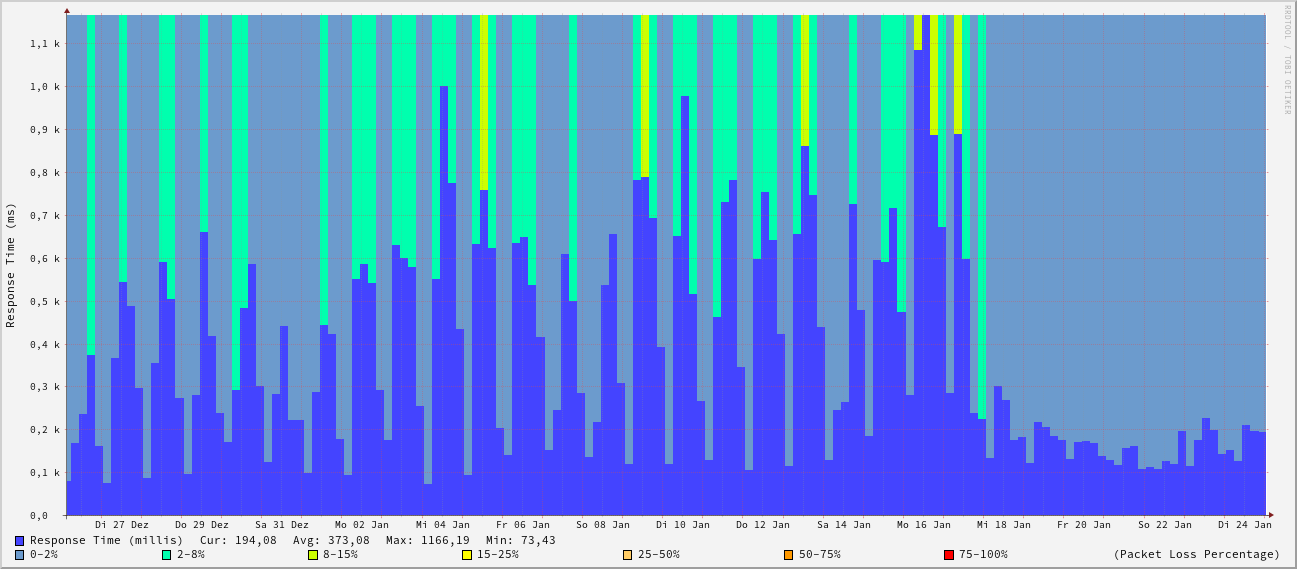 RRDTOOL / TOBI OETIKER
Response Time (ms)
1,1 k
1,0 k
0,9 k
0,8 k
0,7 k
0,6 k
0,5 k
0,4 k
0,3 k
0,2 k
0,1 k
0,0
Di 27 Dez Do 29 Dez Sa 31 Dez Mo 02 Jan Mi 04 Jan Fr 06 Jan So 08 Jan Di 10 Jan Do 12 Jan Sa 14 Jan Mo 16 Jan Mi 18 Jan Fr 20 Jan So 22 Jan Di 24 Jan
Response Time (millis) Cur: 194,08 Avg: 373,08 Max: 1166,19 Min: 73,43
0-2% 2-8% 8-15% 15-25% 25-50% 50-75% 75-100% (Packet Loss Percentage)